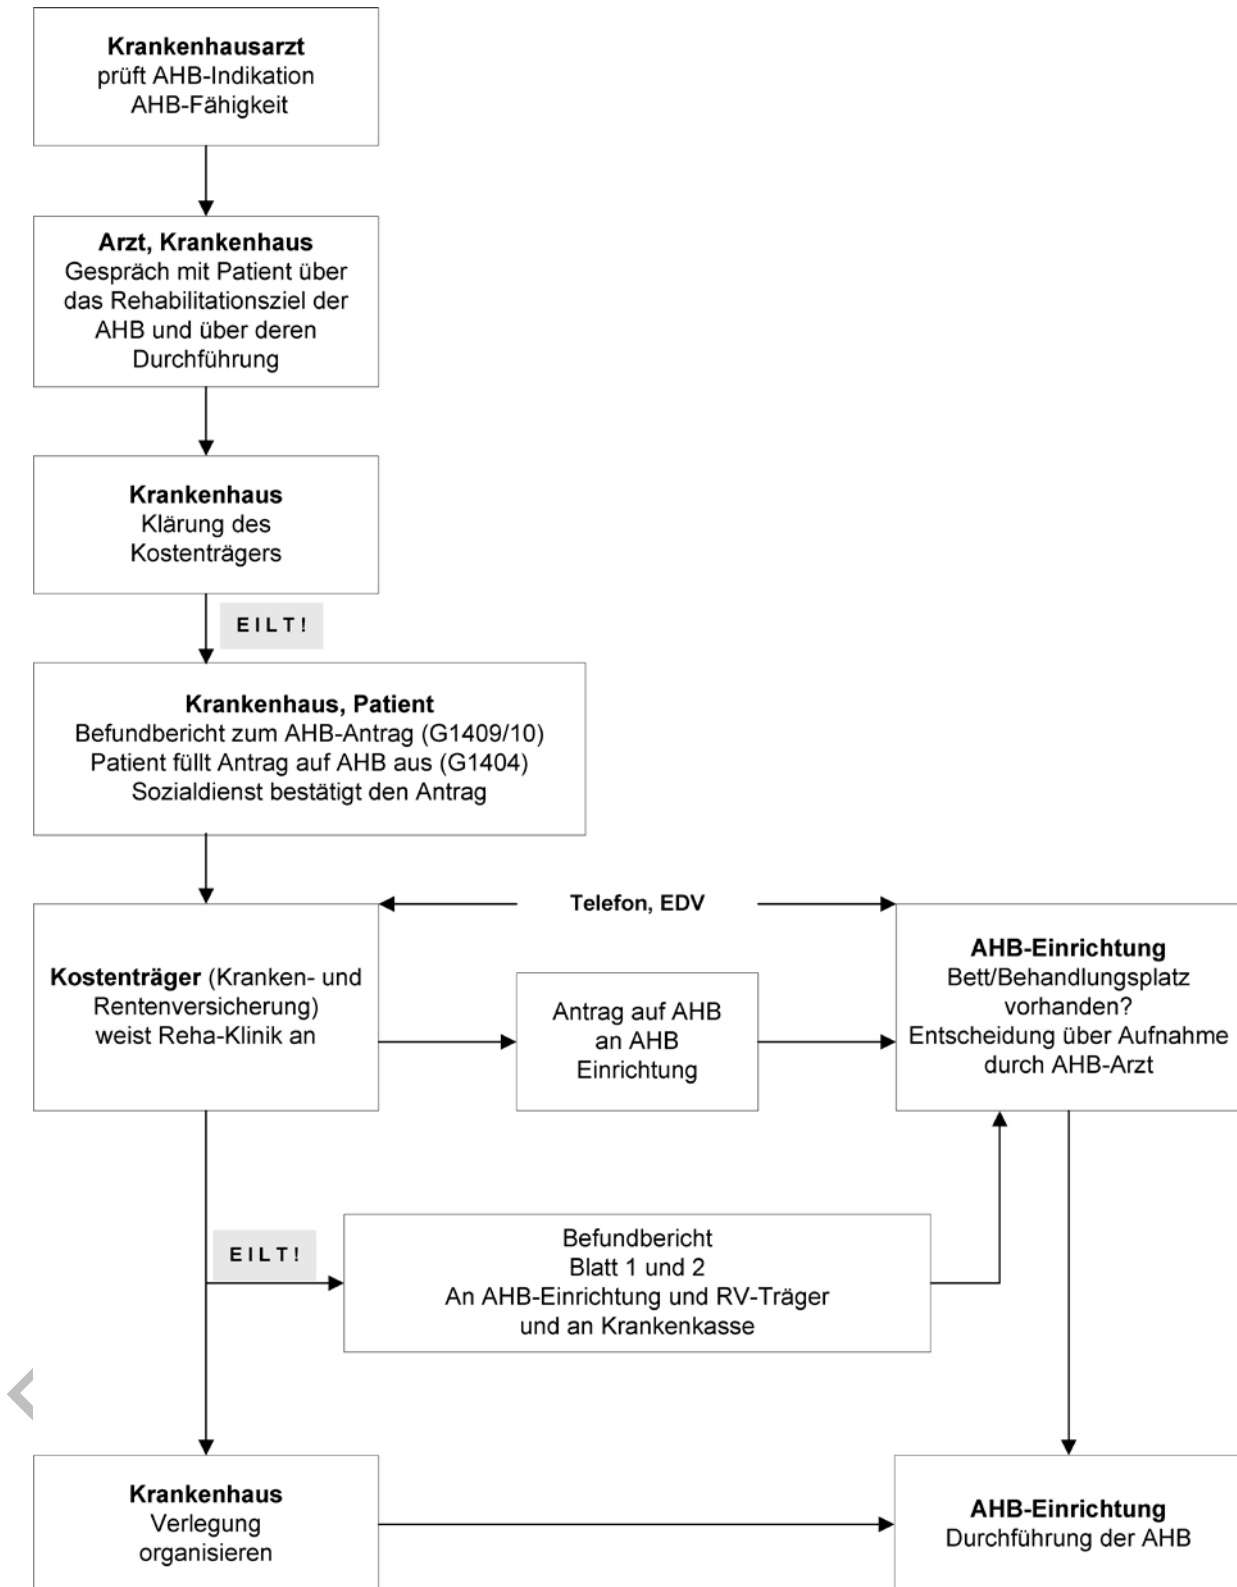 Krankenhausarzt
prüft AHB-Indikation
AHB-Fähigkeit
Arzt, Krankenhaus
Gespräch mit Patient über
das Rehabilitationsziel der
AHB und über deren
Durchführung
Krankenhaus
Klärung des
Kostenträgers
E I L T !
Krankenhaus, Patient
Befundbericht zum AHB-Antrag (G1409/10)
Patient füllt Antrag auf AHB aus (G1404)
Sozialdienst bestätigt den Antrag
Telefon, EDV
Kostenträger (Kranken- und
Rentenversicherung)
weist Reha-Klinik an
Antrag auf AHB
an AHB
Einrichtung
AHB-Einrichtung
Bett/Behandlungsplatz
vorhanden?
Entscheidung über Aufnahme
durch AHB-Arzt
E I L T !
Befundbericht
Blatt 1 und 2
An AHB-Einrichtung und RV-Träger
und an Krankenkasse
Krankenhaus
Verlegung
organisieren
AHB-Einrichtung
Durchführung der AHB